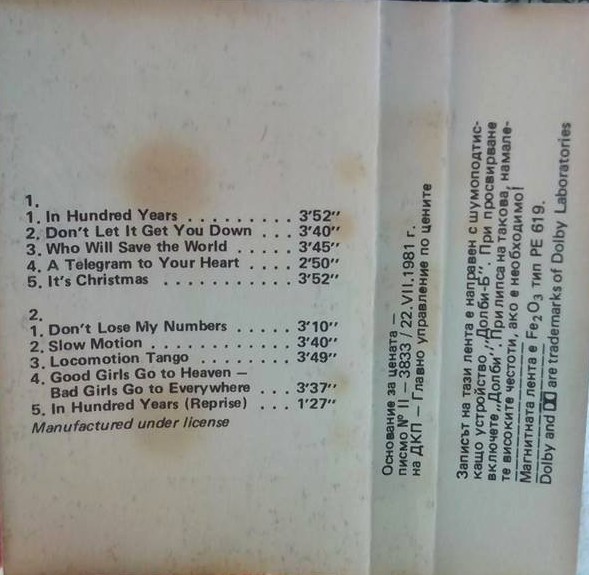 1.
1. In Hundred Years . . . . . . . . . 3'52''
2. Don't Let It Get You Down . . . 3'40''
3. Who Will Save the World . . . . 3'45''
4. A Telegram to Your Heart . . . . 2'50''
5. It's Christmas . . . . . . . . . . 3'52''
2.
1. Don't Lose My Numbers . . . . . 3'10''
2. Slow Motion . . . . . . . . . . . 3'40''
3. Locomotion Tango . . . . . . . 3'49''
4. Good Girls Go to Heaven —
Bad Girls Go to Everywhere . . . . 3'37''
5. In Hundred Years (Reprise) . . . 1'27''
Manufactured under license
Основание за цената —
писмо № II — 3833 / 22.VII.1981 г.
на ДКП — Главно управление по цените
Записът на тази лента е направен с шумоподтис-
кащо устройство „Долби-Б". При просвирване
включете „Долби". При липса на такова, намале-
те високите честоти, ако е необходимо!
Магнитната лента е Fe2O3 тип PE 619.
Dolby and are trademarks of Dolby Laboratories